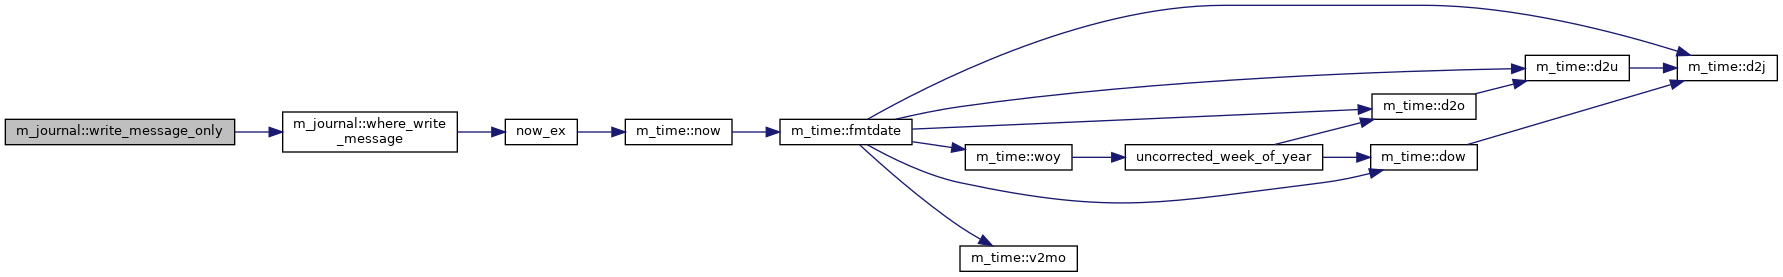 m_journal::write_message_only
m_journal::where_write
_message
now_ex
m_time::now
m_time::fmtdate
m_time::woy
m_time::v2mo
uncorrected_week_of_year
m_time::d2o
m_time::dow
m_time::d2u
m_time::d2j